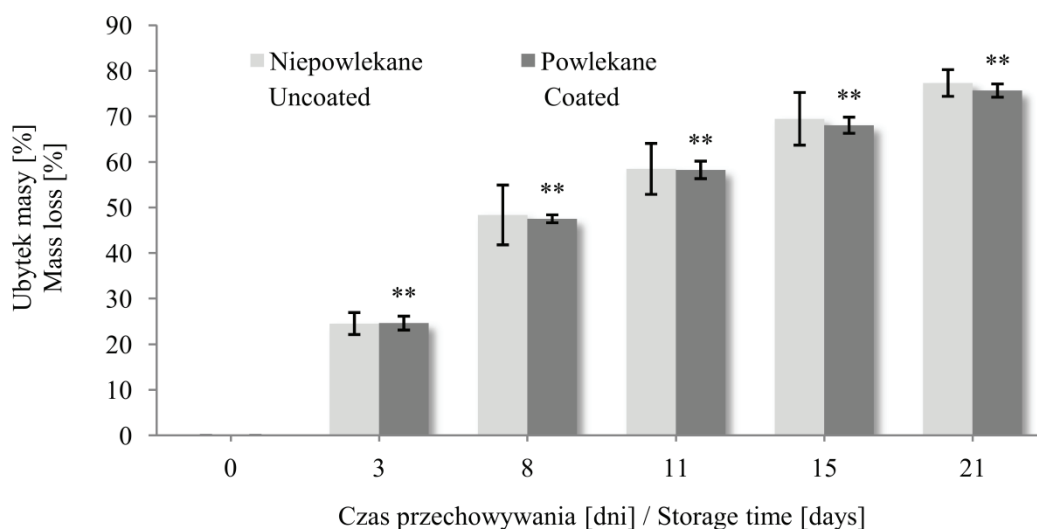 Ubytek masy [%]
Mass loss [%]
90
80
70
60
50
40
30
20
10
0
Niepowlekane
Uncoated
Powlekane
Coated
**
**
**
**
**
0 3 8 11 15 21
Czas przechowywania [dni] / Storage time [days]